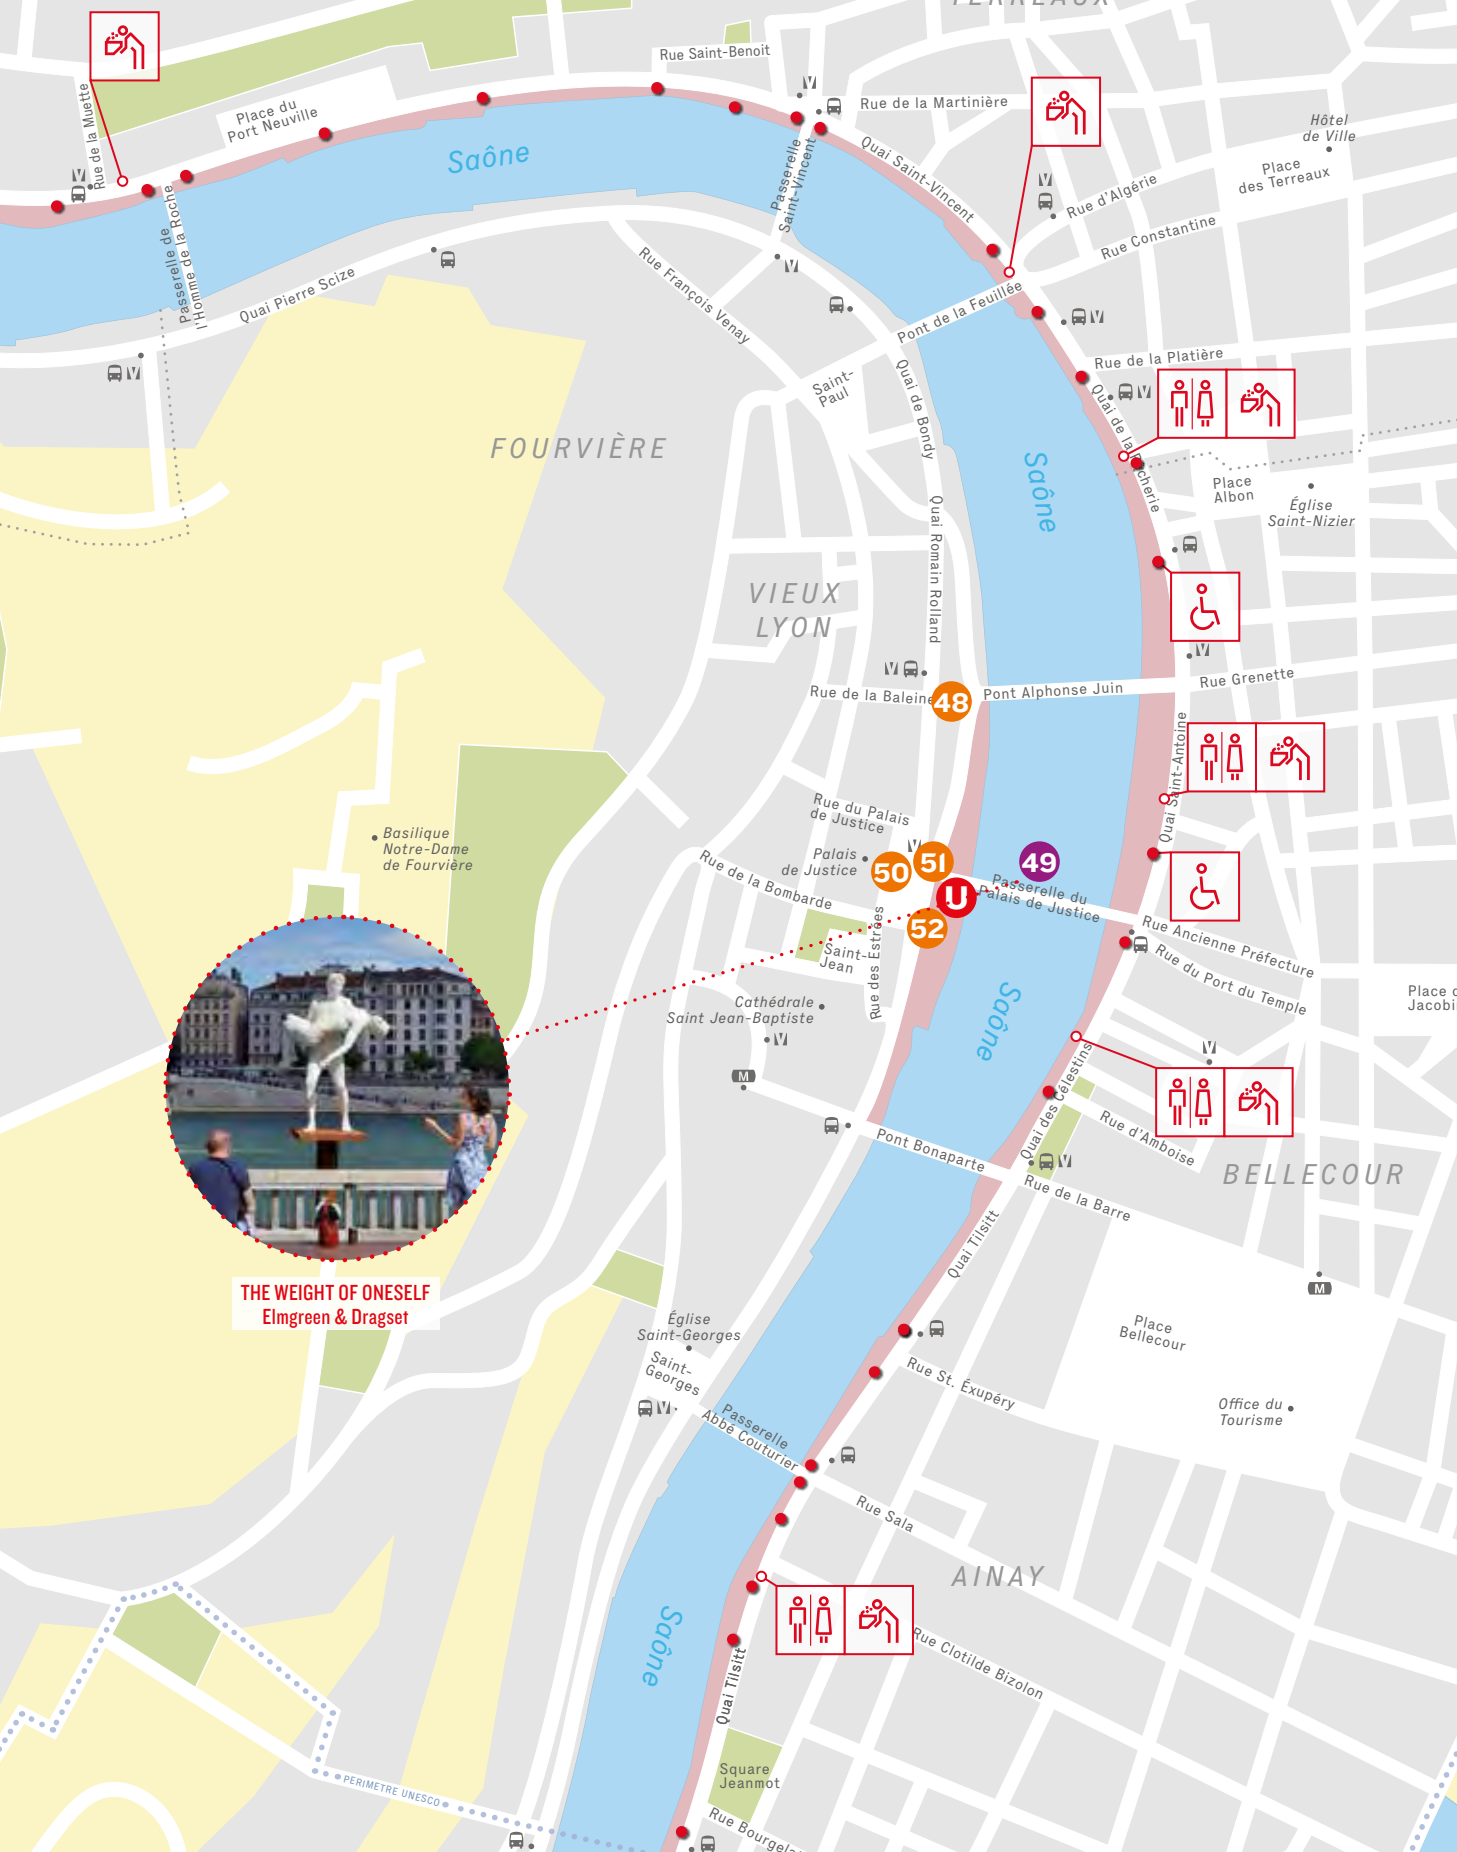 TERREAUX
Rue Saint-Benoit
V
Rue de la Martinière
Rue de la Muette
Place du
Port Neuville
Saône
Passerelle
Saint-Vincent
Quai Saint-Vincent
Hôtel
de Ville
Place
des Terreaux
V
V
Rue d'Algérie
Rue Constantine
Passerelle de
l'Homme de la Roche
Quai Pierre Scize
V
Rue François Venay
Pont de la Feuillée
V
V
Rue de la Platière
V
Saint-
Paul
Quai de Bondy
Quai de la Pêcherie
FOURVIÈRE
Saône
Place
Albon
Église
Saint-Nizier
Quai Romain Rolland
VIEUX
LYON
V
V
Rue de la Baleine
48
Pont Alphonse Juin
Rue Grenette
Quai Saint-Antoine
Rue du Palais
de Justice
Basilique
Notre-Dame
de Fourvière
V
Palais
de Justice
50
51
49
Rue de la Bombarde
U
Passerelle du
Palais de Justice
52
Rue Ancienne Préfecture
Saint-
Jean
Rue des Estrées
Rue du Port du Temple
Saône
Cathédrale
Saint Jean-Baptiste
V
Place d
Jacobi
V
M
Quai des Célestins
Rue d'Amboise
Pont Bonaparte
V
BELLECOUR
Rue de la Barre
Quai Tilsitt
THE WEIGHT OF ONESELF
Elmgreen & Dragset
M
Église
Saint-Georges
Place
Bellecour
Saint-
Georges
Rue St. Éxupéry
Office du
Tourisme
V
Passerelle
Abbé Couturier
Rue Sala
AINAY
Saône
Rue Clotilde Bizolon
Quai Tilsitt
PERIMETRE UNESCO
Square
Jeanmot
Rue Bourgela